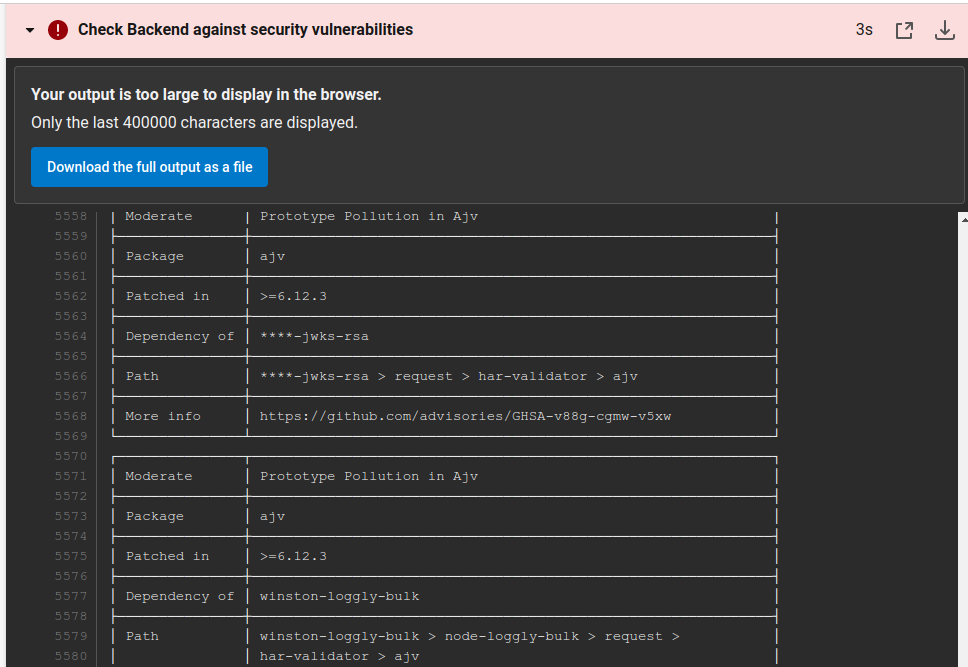 Check Backend against security vulnerabilities 3s
Your output is too large to display in the browser.
Only the last 400000 characters are displayed.
Download the full output as a file
5558 │ Moderate │ Prototype Pollution in Ajv │
5559
5560 │ Package │ ajv │
5561
5562 │ Patched in │ >=6.12.3 │
5563
5564 │ Dependency of │ ****-jwks-rsa │
5565
5566 │ Path │ ****-jwks-rsa > request > har-validator > ajv │
5567
5568 │ More info │ https://github.com/advisories/GHSA-v88g-cgmw-v5xw │
5569
5570
5571 │ Moderate │ Prototype Pollution in Ajv │
5572
5573 │ Package │ ajv │
5574
5575 │ Patched in │ >=6.12.3 │
5576
5577 │ Dependency of │ winston-loggly-bulk │
5578
5579 │ Path │ winston-loggly-bulk > node-loggly-bulk > request > │
5580 │ │ har-validator > ajv │